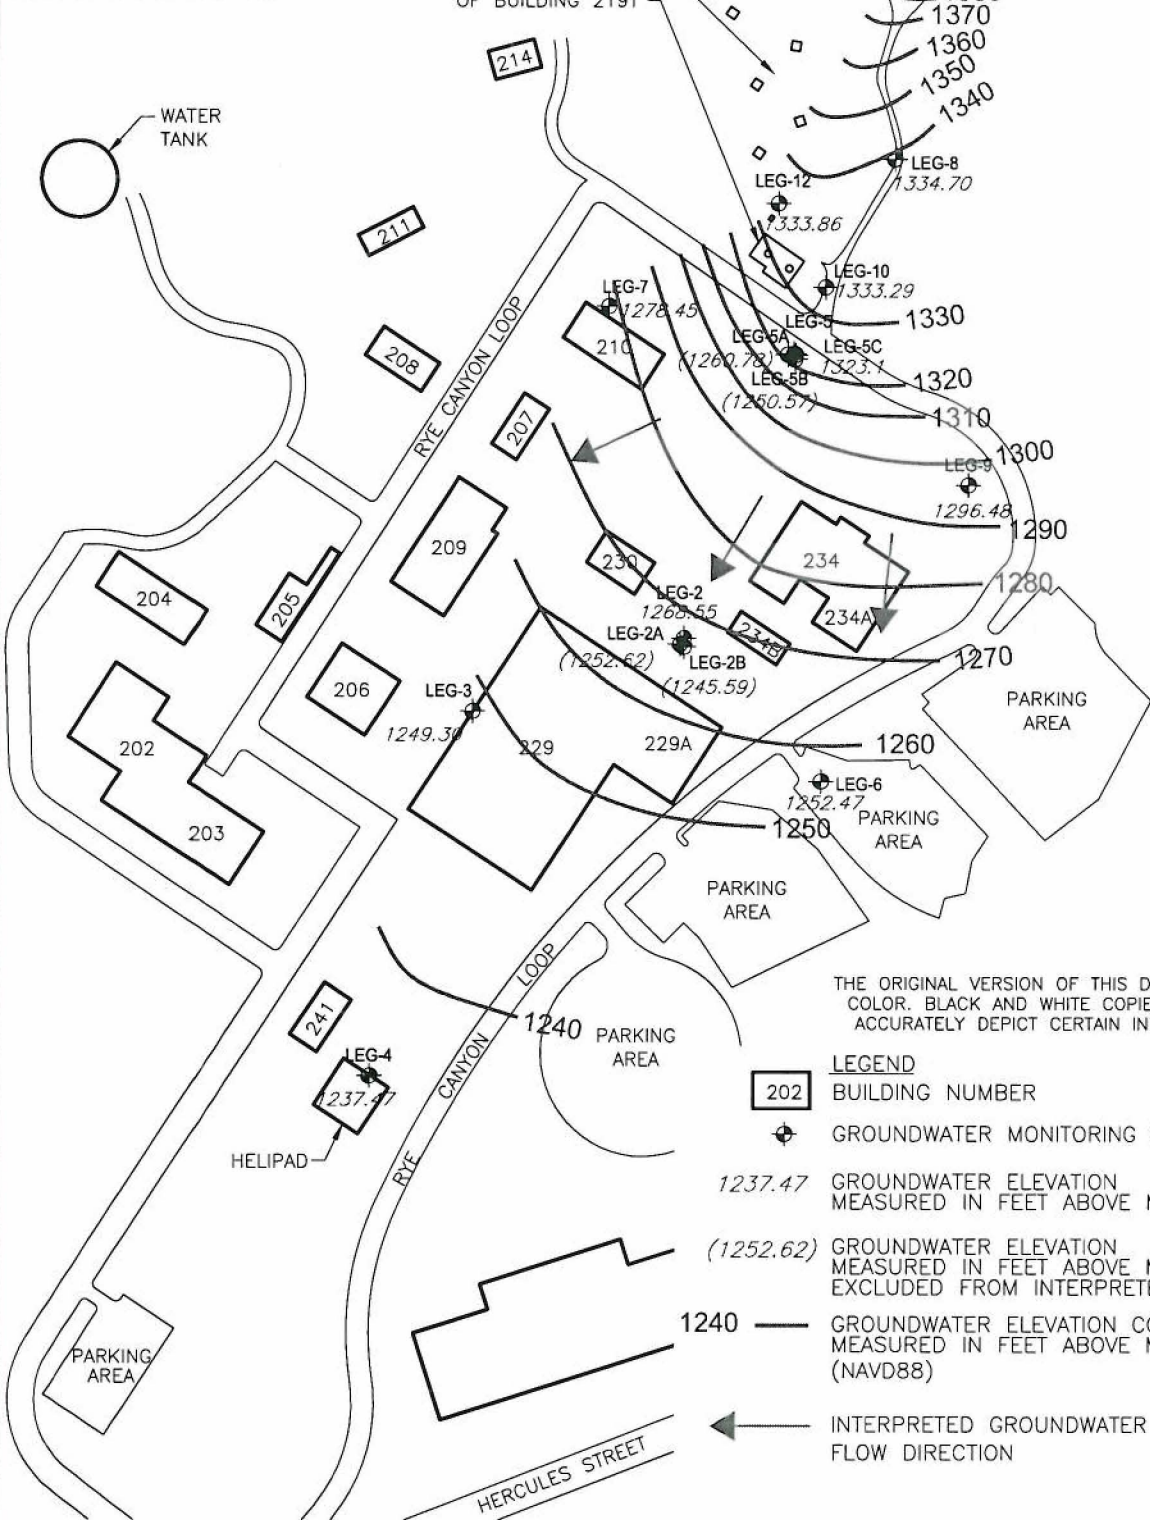 OF BUILDING 219?
1370
1360
1350
1340
214
WATER
TANK
LEG-8
1334.70
LEG-12
1333.86
211
LEG-10
1333.29
LEG-7
1278.45
1330
LEG-5
LEG-5A
(1260.78)
LEG-5C
1323.1
LEG-5B
(1250.57)
210
208
1320
1310
RYE CANYON LOOP
207
1300
LEG-9
1296.48
1290
209
230
234
1280
204
205
LEG-2
1268.55
234A
LEG-2A
(1252.62)
234B
LEG-2B
(1245.59)
1270
206
LEG-3
1249.30
PARKING
AREA
202
229
229A
1260
LEG-6
1252.47
203
1250
PARKING
AREA
PARKING
AREA
RYE CANYON LOOP
THE ORIGINAL VERSION OF THIS D
COLOR. BLACK AND WHITE COPIE
ACCURATELY DEPICT CERTAIN IN
241
1240
PARKING
AREA
LEG-4
1237.47
HELIPAD
LEGEND
202 BUILDING NUMBER
GROUNDWATER MONITORING
1237.47 GROUNDWATER ELEVATION
MEASURED IN FEET ABOVE M
(1252.62) GROUNDWATER ELEVATION
MEASURED IN FEET ABOVE M
EXCLUDED FROM INTERPRETE
1240 GROUNDWATER ELEVATION CO
MEASURED IN FEET ABOVE M
(NAVD88)
PARKING
AREA
INTERPRETED GROUNDWATER
FLOW DIRECTION
HERCULES STREET